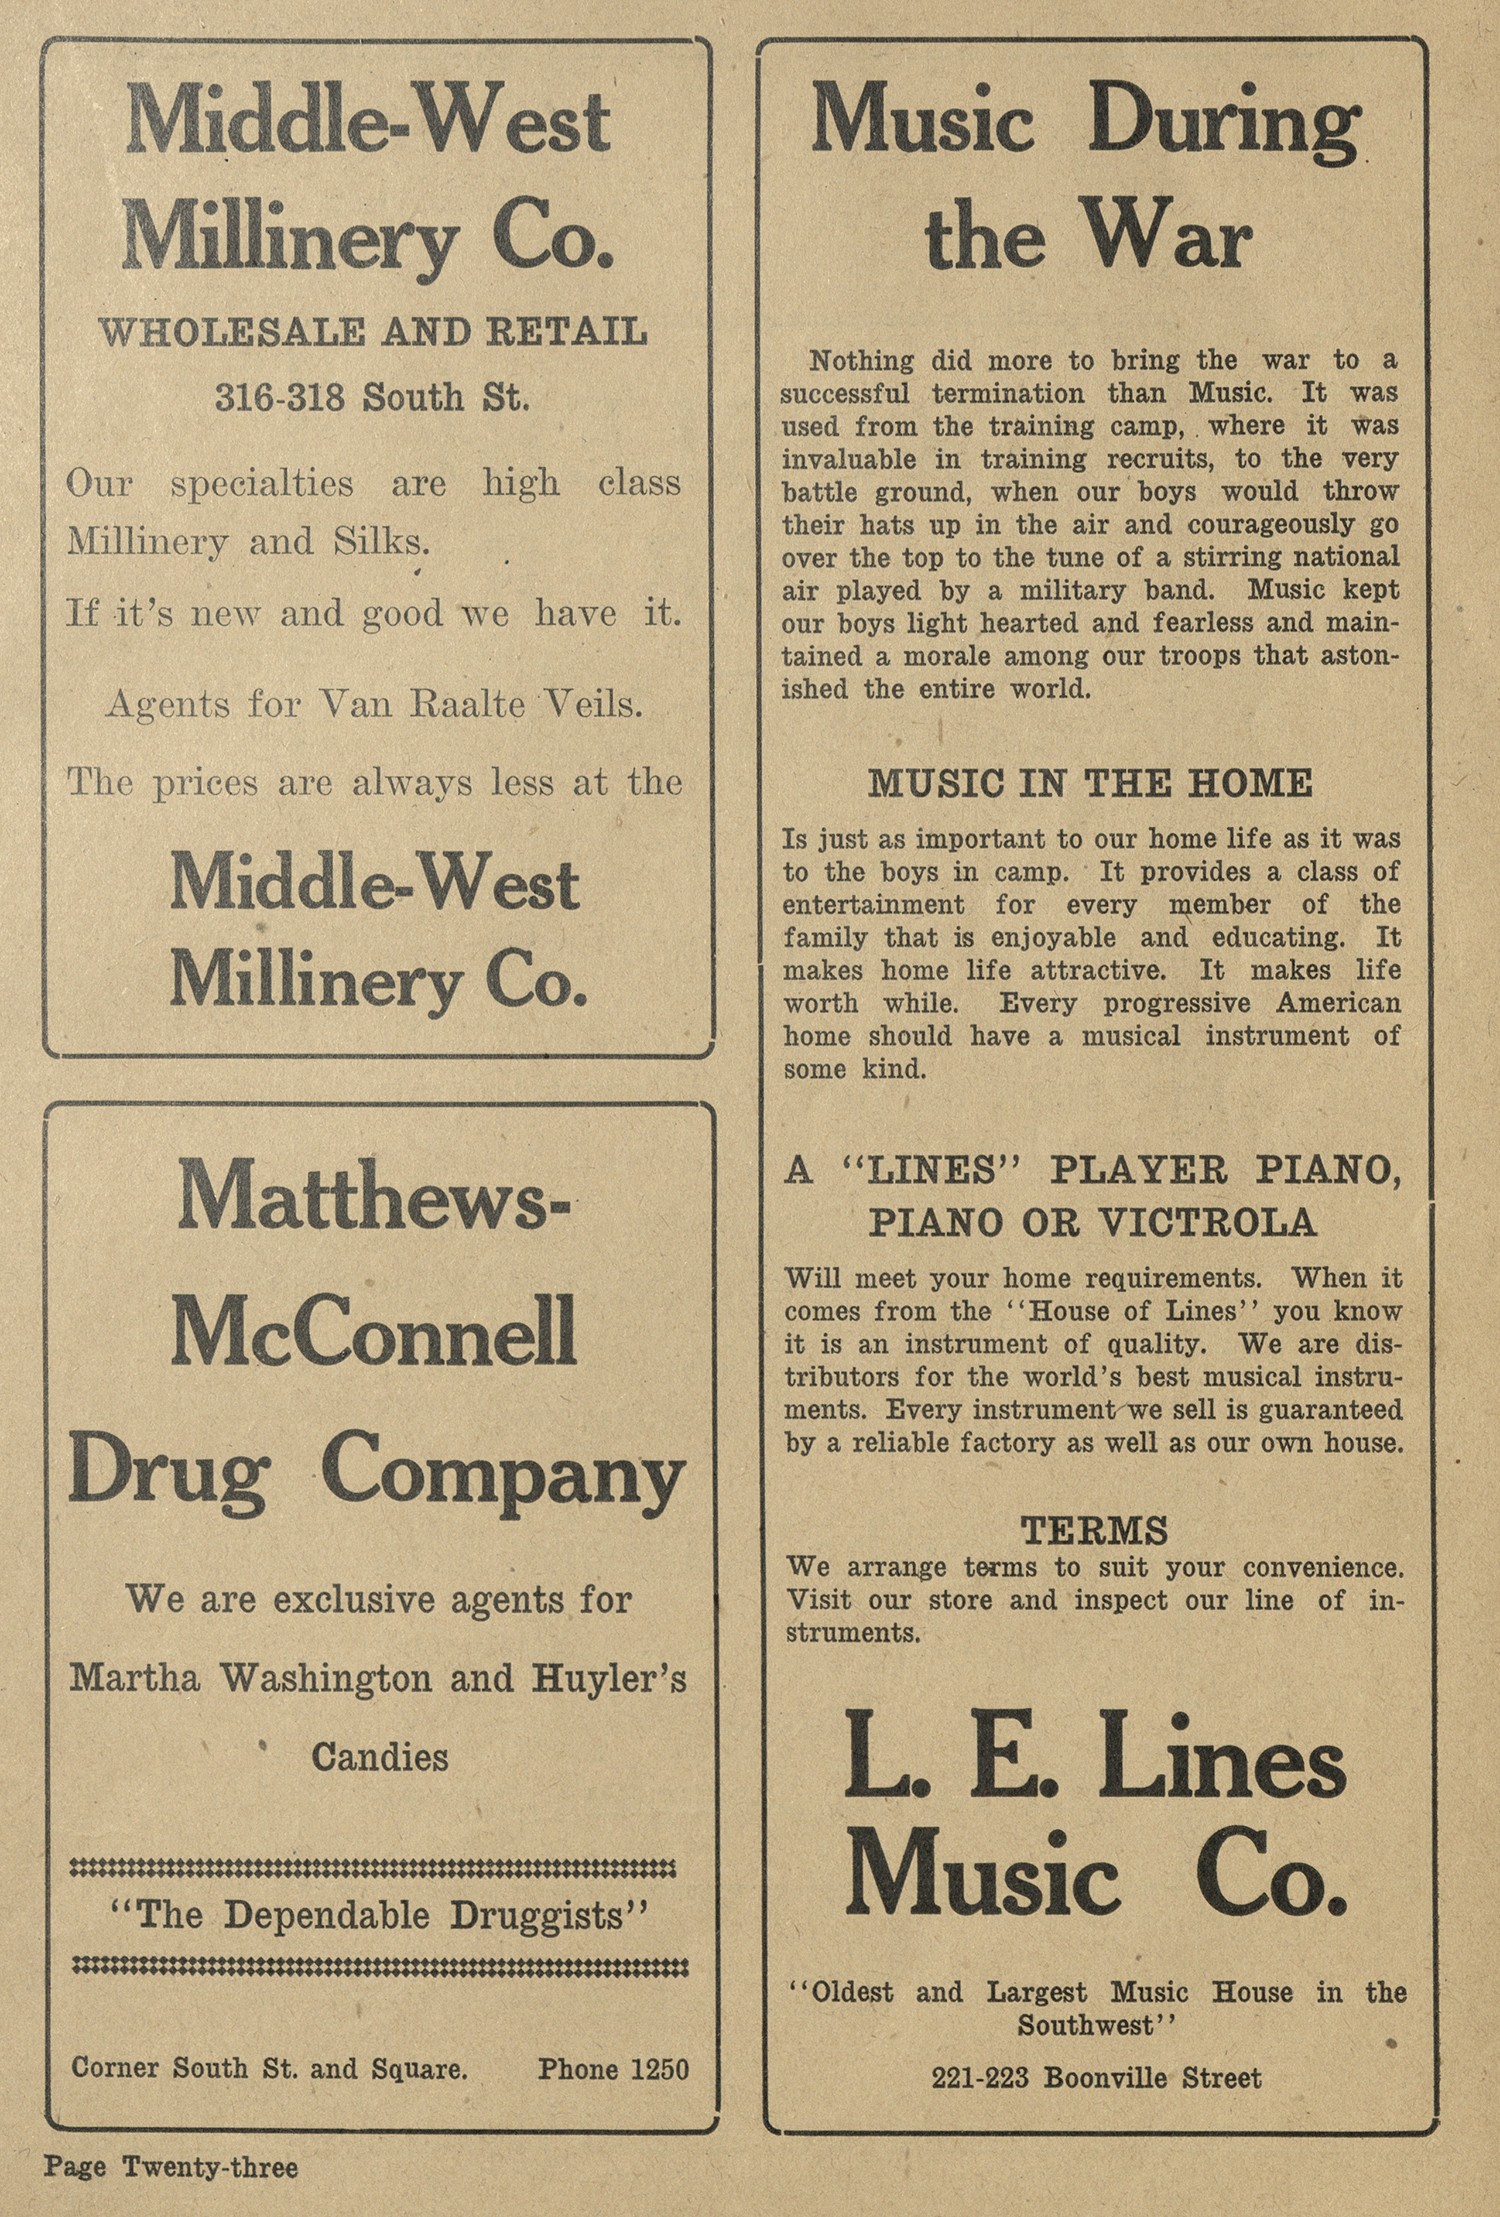 Middle-West
Millinery Co.
WHOLESALE AND RETAIL
316-318 South St.
Our specialties are high class
Millinery and Silks.
If it's new and good we have it.
Agents for Van Raalte Veils.
The prices are always less at the
Middle-West
Millinery Co.
Matthews-
McConnell
Drug Company
We are exclusive agents for
Martha Washington and Huyler's
Candies
"The Dependable Druggists"
Corner South St. and Square. Phone 1250
Music During
the War
Nothing did more to bring the war to a
successful termination than Music. It was
used from the training camp, where it was
invaluable in training recruits, to the very
battle ground, when our boys would throw
their hats up in the air and courageously go
over the top to the tune of a stirring national
air played by a military band. Music kept
our boys light hearted and fearless and main-
tained a morale among our troops that aston-
ished the entire world.
MUSIC IN THE HOME
Is just as important to our home life as it was
to the boys in camp. It provides a class of
entertainment for every member of the
family that is enjoyable and educating. It
makes home life attractive. It makes life
worth while. Every progressive American
home should have a musical instrument of
some kind.
A "LINES" PLAYER PIANO,
PIANO OR VICTROLA
Will meet your home requirements. When it
comes from the "House of Lines" you know
it is an instrument of quality. We are dis-
tributors for the world's best musical instru-
ments. Every instrument we sell is guaranteed
by a reliable factory as well as our own house.
TERMS
We arrange terms to suit your convenience.
Visit our store and inspect our line of in-
struments.
L. E. Lines
Music Co.
"Oldest and Largest Music House in the
Southwest"
221-223 Boonville Street
Page Twenty-three